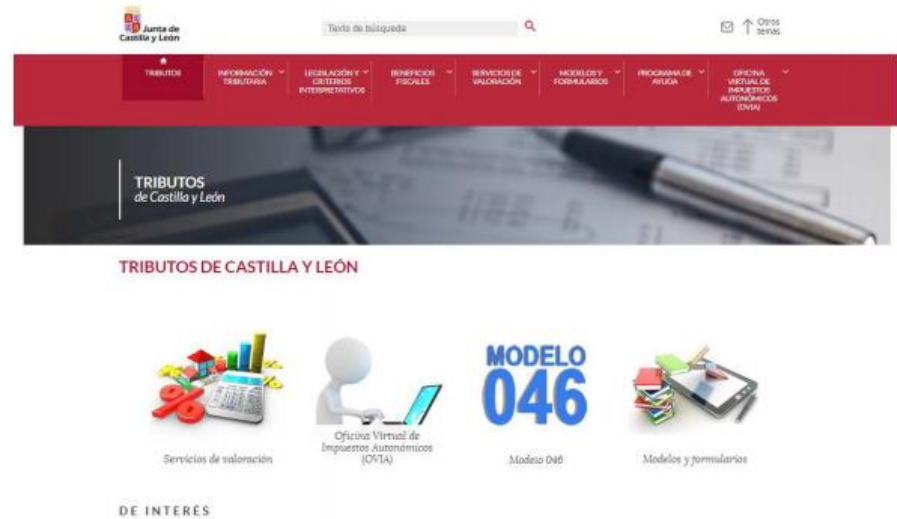 Junta de
Castilla y León
Texto de búsqueda
Otros
temas
TRIBUTOS
INFORMACIÓN
TRIBUTARIA
LEGISLACIÓN Y
CRITERIOS
INTERPRETATIVOS
BENEFICIOS
FISCALES
SERVICIOS DE
VALORACIÓN
MODELOS Y
FORMULARIOS
PROGRAMA DE
AYUDA
OFICINA
VIRTUAL DE
IMPUESTOS
AUTONÓMICOS
(OVIA)
TRIBUTOS
de Castilla y León
TRIBUTOS DE CASTILLA Y LEÓN
MODELO
046
Servicios de valoración
Oficina Virtual de
Impuestos Autonómicos
(OVIA)
Modelo 046
Modelos y formularios
DE INTERÉS